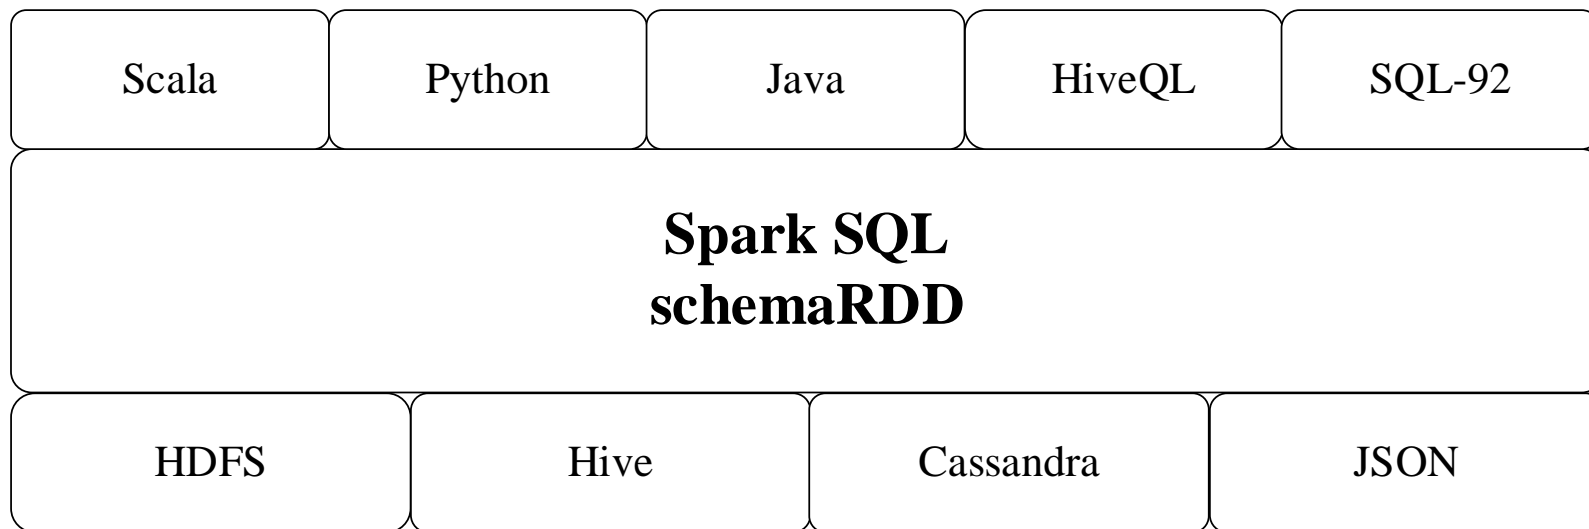 Scala
Python
Java
HiveQL
SQL-92
Spark SQL
schemaRDD
HDFS
Hive
Cassandra
JSON